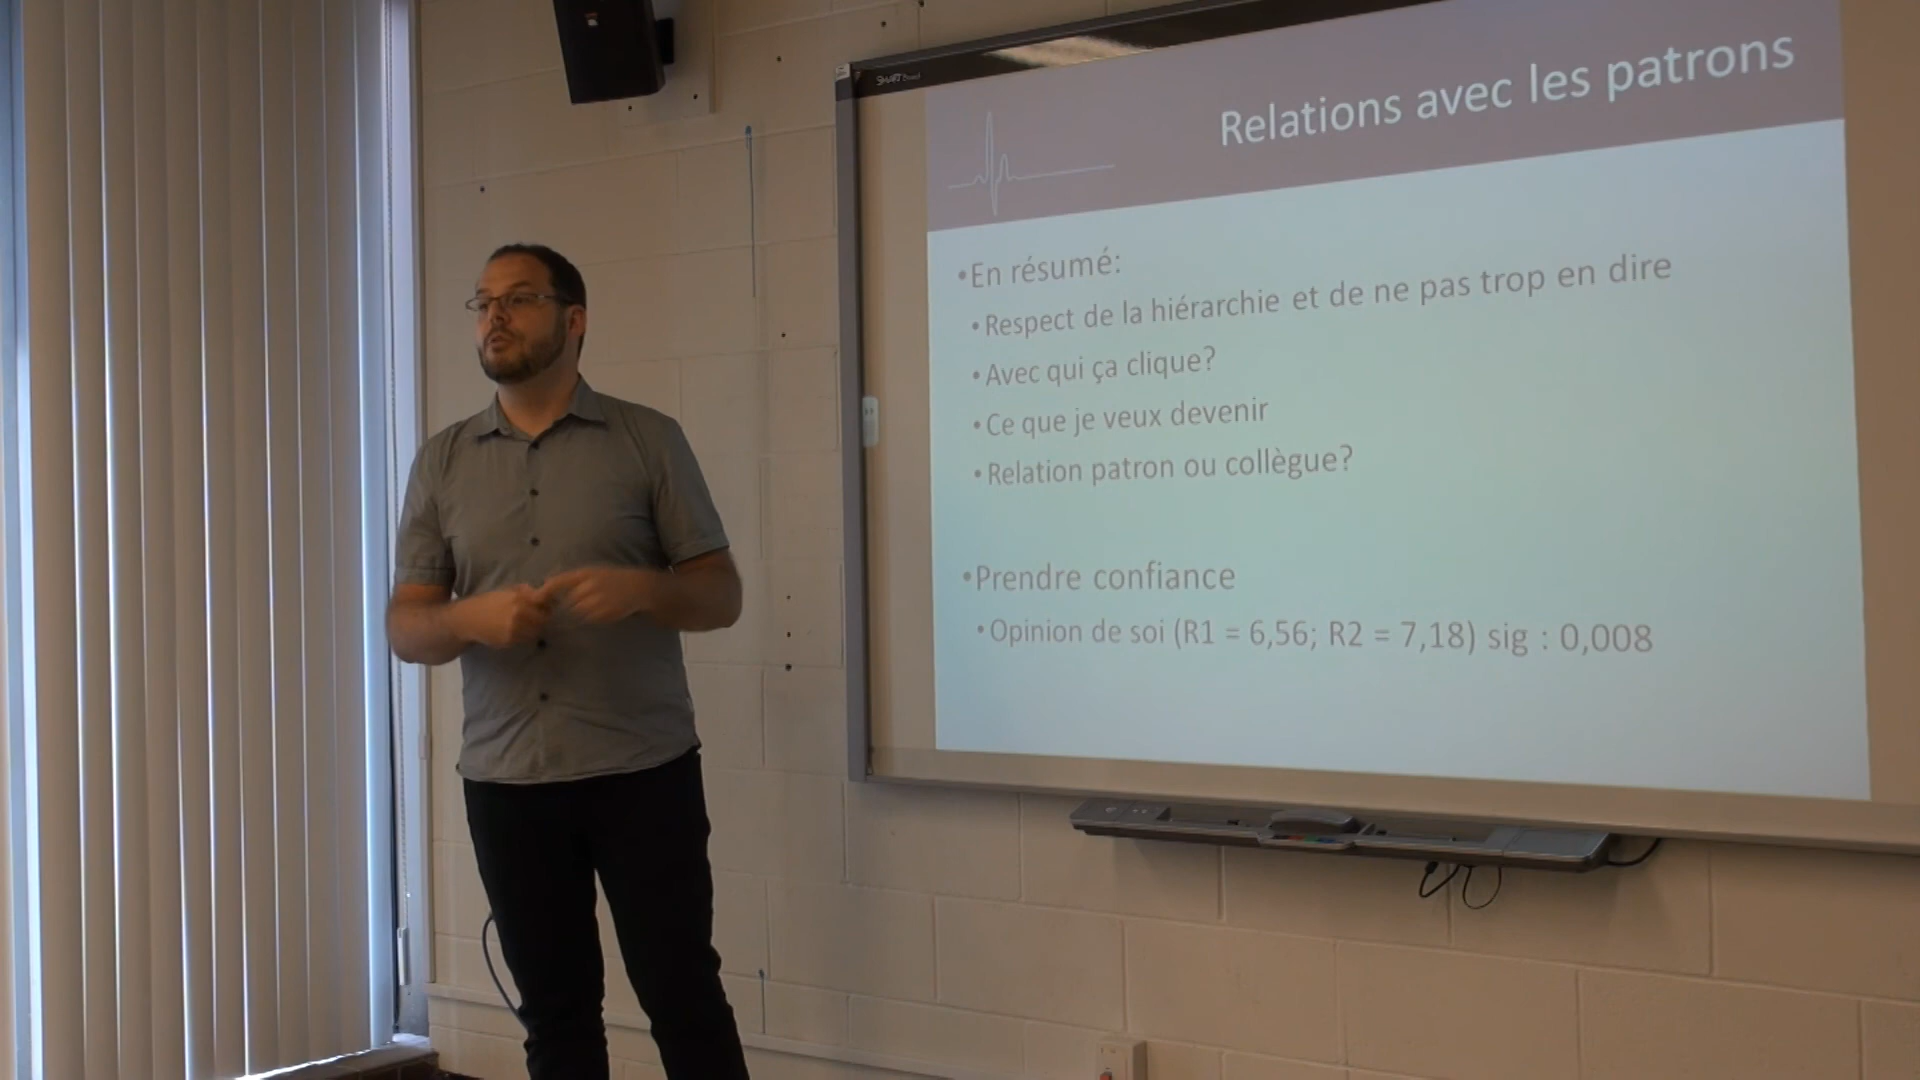 SMART Board
Relations avec les patrons
•En résumé:
•Respect de la hiérarchie et de ne pas trop en dire
•Avec qui ça clique?
•Ce que je veux devenir
•Relation patron ou collègue?
•Prendre confiance
•Opinion de soi (R1 = 6,56; R2 = 7,18) sig : 0,008